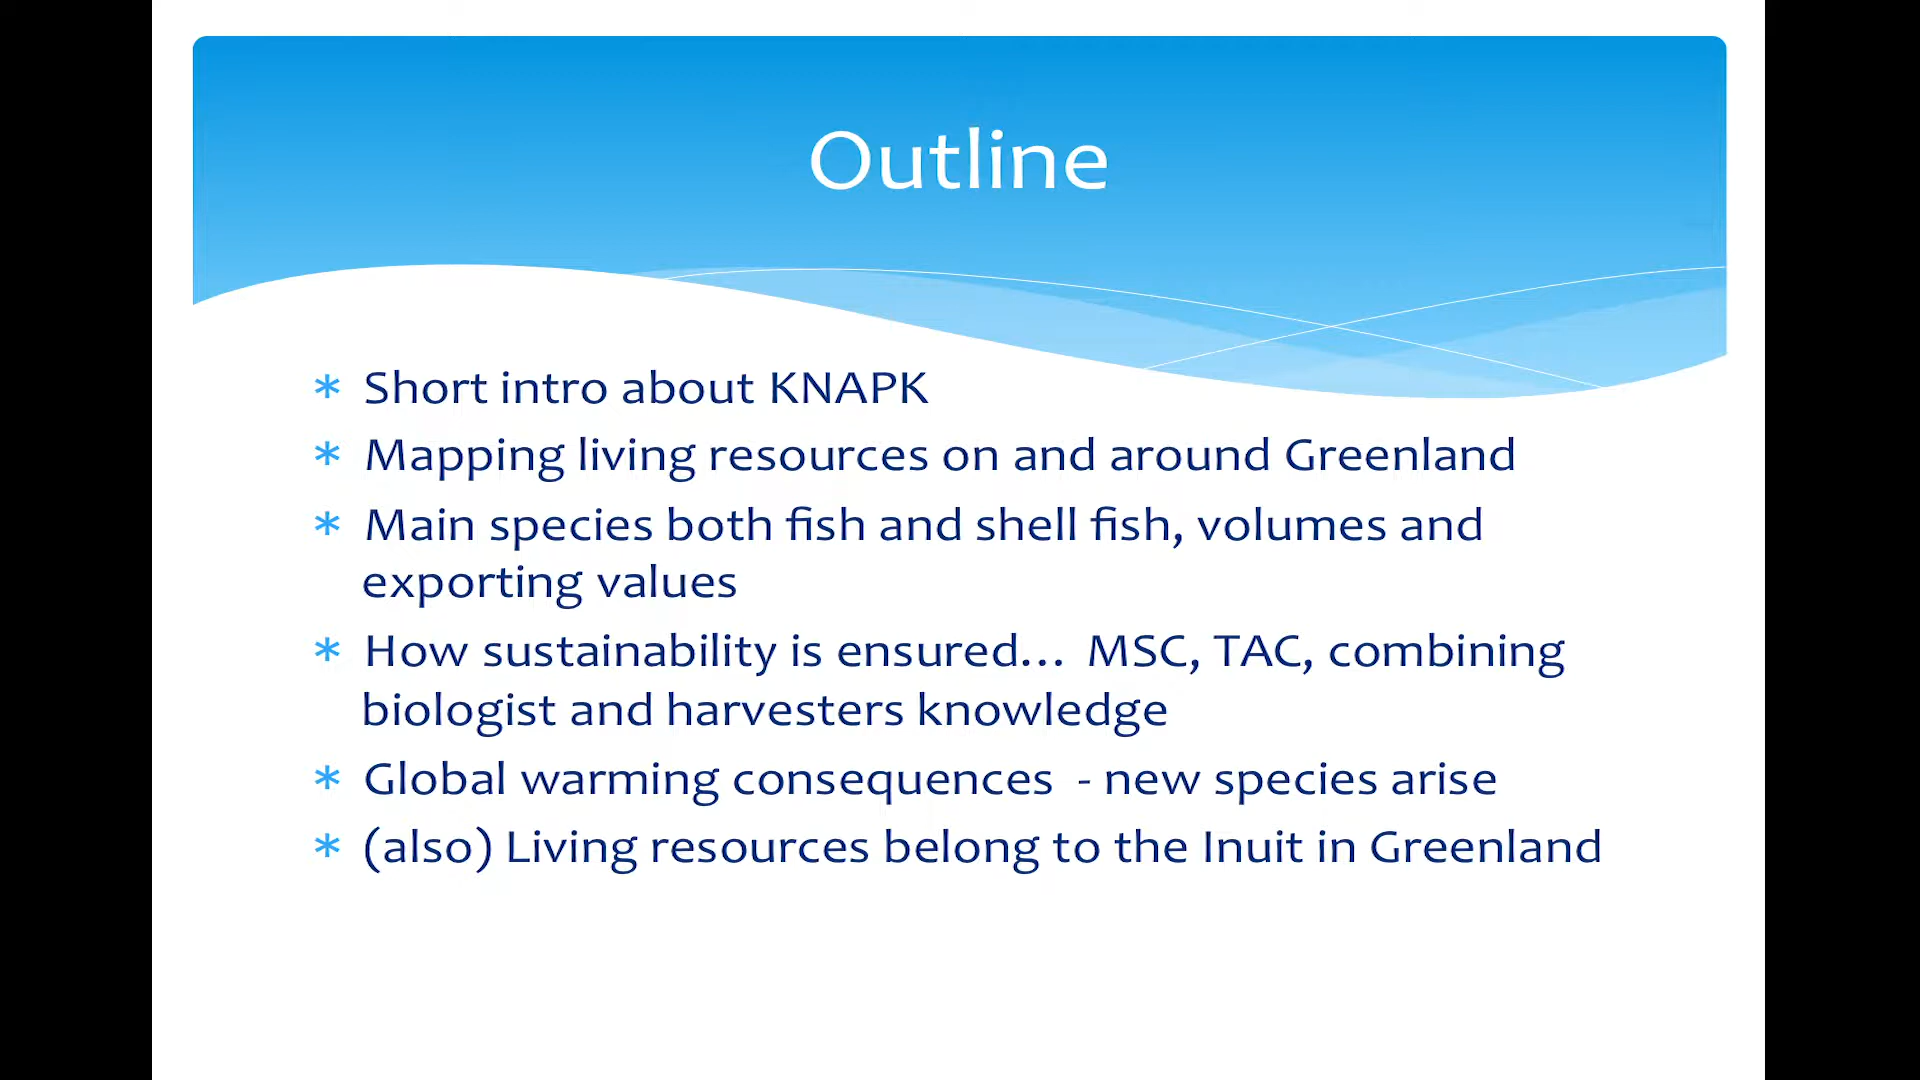 Outline
* Short intro about KNAPK
* Mapping living resources on and around Greenland
* Main species both fish and shell fish, volumes and
exporting values
* How sustainability is ensured… MSC, TAC, combining
biologist and harvesters knowledge
* Global warming consequences - new species arise
* (also) Living resources belong to the Inuit in Greenland